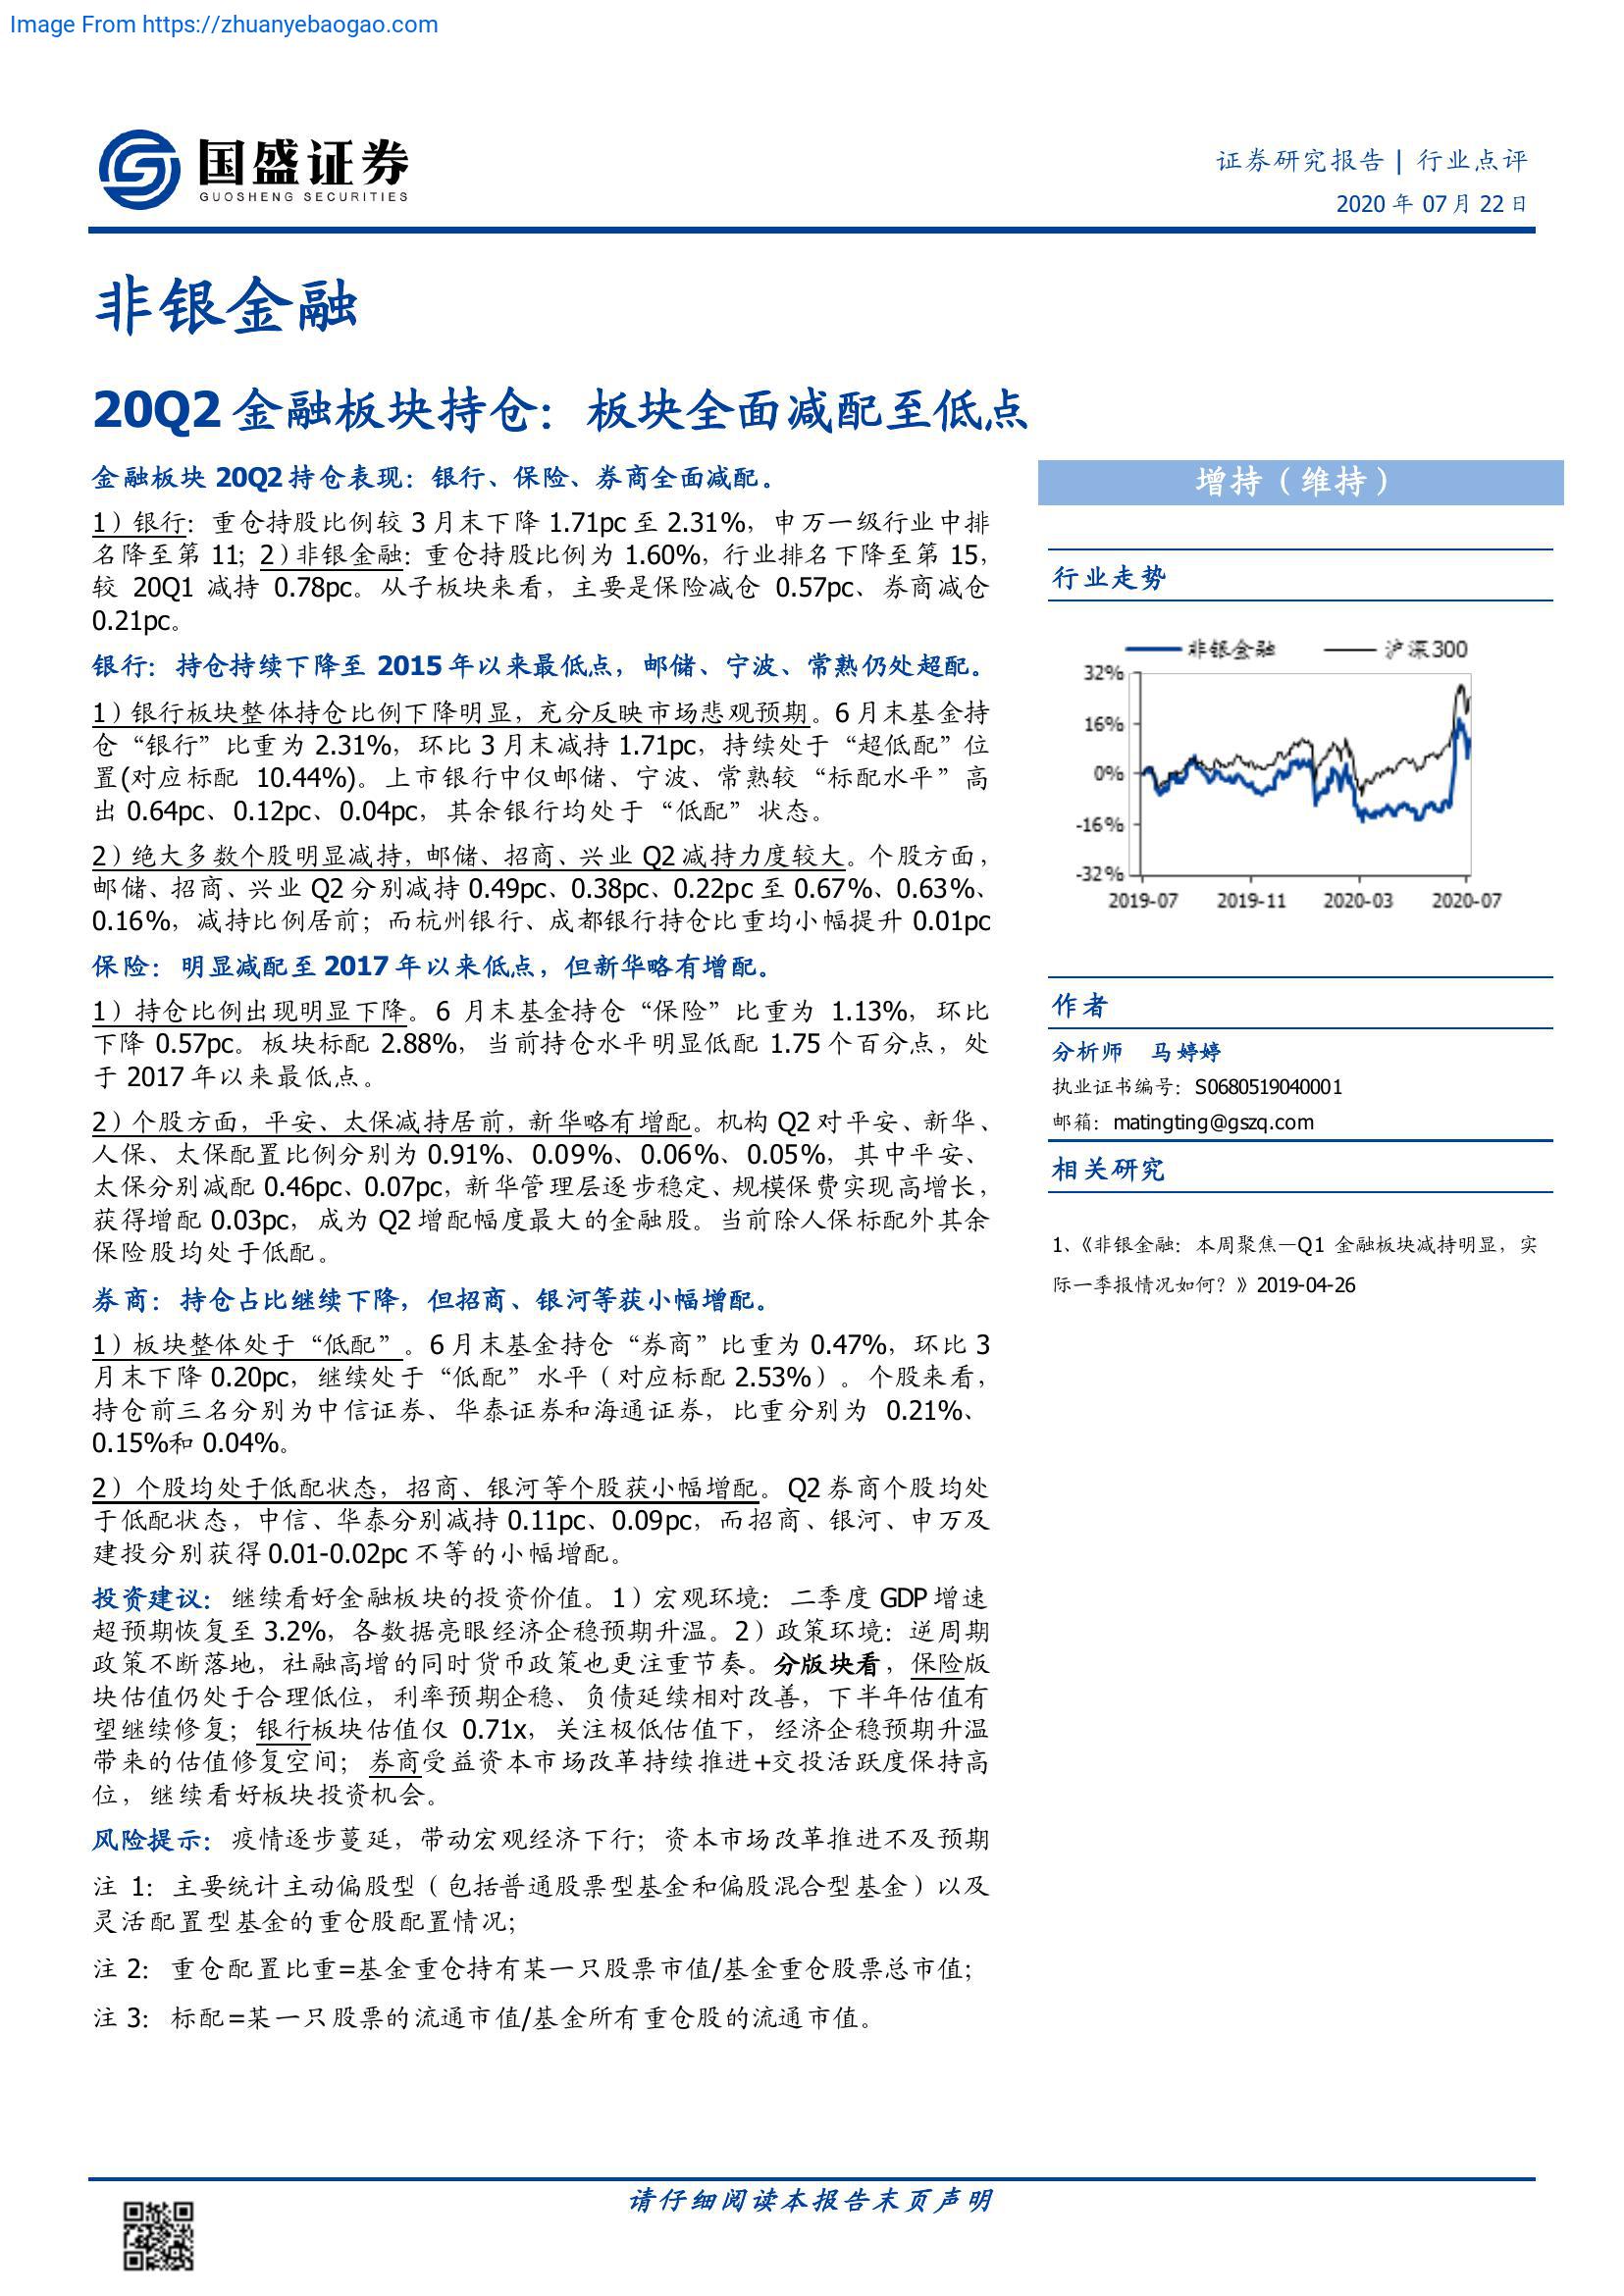 Image From https://zhuanyebaogao.com
国盛证券
GUOSHENG SECURITIES
证券研究报告 | 行业点评
2020 年 07 月 22 日
非银金融
20Q2 金融板块持仓：板块全面减配至低点
金融板块 20Q2 持仓表现：银行、保险、券商全面减配。
1）银行：重仓持股比例较 3 月末下降 1.71pc 至 2.31%，申万一级行业中排
名降至第 11；2）非银金融：重仓持股比例为 1.60%，行业排名下降至第 15，
较 20Q1 减持 0.78pc。从子板块来看，主要是保险减仓 0.57pc、券商减仓
0.21pc。
银行：持仓持续下降至 2015 年以来最低点，邮储、宁波、常熟仍处超配。
1）银行板块整体持仓比例下降明显，充分反映市场悲观预期。6 月末基金持
仓“银行”比重为 2.31%，环比 3 月末减持 1.71pc，持续处于“超低配”位
置(对应标配 10.44%)。上市银行中仅邮储、宁波、常熟较“标配水平”高
出 0.64pc、0.12pc、0.04pc，其余银行均处于“低配”状态。
2）绝大多数个股明显减持，邮储、招商、兴业 Q2 减持力度较大。个股方面，
邮储、招商、兴业 Q2 分别减持 0.49pc、0.38pc、0.22pc 至 0.67%、0.63%、
0.16%，减持比例居前；而杭州银行、成都银行持仓比重均小幅提升 0.01pc
保险：明显减配至 2017 年以来低点，但新华略有增配。
1）持仓比例出现明显下降。6 月末基金持仓“保险”比重为 1.13%，环比
下降 0.57pc。板块标配 2.88%，当前持仓水平明显低配 1.75 个百分点，处
于 2017 年以来最低点。
2）个股方面，平安、太保减持居前，新华略有增配。机构 Q2 对平安、新华、
人保、太保配置比例分别为 0.91%、0.09%、0.06%、0.05%，其中平安、
太保分别减配 0.46pc、0.07pc，新华管理层逐步稳定、规模保费实现高增长，
获得增配 0.03pc，成为 Q2 增配幅度最大的金融股。当前除人保标配外其余
保险股均处于低配。
券商：持仓占比继续下降，但招商、银河等获小幅增配。
1）板块整体处于“低配”。6 月末基金持仓“券商”比重为 0.47%，环比 3
月末下降 0.20pc，继续处于“低配”水平（对应标配 2.53%）。个股来看，
持仓前三名分别为中信证券、华泰证券和海通证券，比重分别为 0.21%、
0.15%和 0.04%。
2）个股均处于低配状态，招商、银河等个股获小幅增配。Q2 券商个股均处
于低配状态，中信、华泰分别减持 0.11pc、0.09pc，而招商、银河、申万及
建投分别获得 0.01-0.02pc 不等的小幅增配。
投资建议：继续看好金融板块的投资价值。1）宏观环境：二季度 GDP 增速
超预期恢复至 3.2%，各数据亮眼经济企稳预期升温。2）政策环境：逆周期
政策不断落地，社融高增的同时货币政策也更注重节奏。分版块看，保险版
块估值仍处于合理低位，利率预期企稳、负债延续相对改善，下半年估值有
望继续修复；银行板块估值仅 0.71x，关注极低估值下，经济企稳预期升温
带来的估值修复空间；券商受益资本市场改革持续推进+交投活跃度保持高
位，继续看好板块投资机会。
风险提示：疫情逐步蔓延，带动宏观经济下行；资本市场改革推进不及预期
注 1：主要统计主动偏股型（包括普通股票型基金和偏股混合型基金）以及
灵活配置型基金的重仓股配置情况；
注 2：重仓配置比重=基金重仓持有某一只股票市值/基金重仓股票总市值；
注 3：标配=某一只股票的流通市值/基金所有重仓股的流通市值。
增持（维持）
行业走势
非银金融 沪深300
32%
16%
0%
-16%
-32%
2019-07 2019-11 2020-03 2020-07
作者
分析师 马婷婷
执业证书编号：S0680519040001
邮箱：matingting@gszq.com
相关研究
1、《非银金融：本周聚焦—Q1 金融板块减持明显，实
际一季报情况如何？》2019-04-26
请仔细阅读本报告末页声明